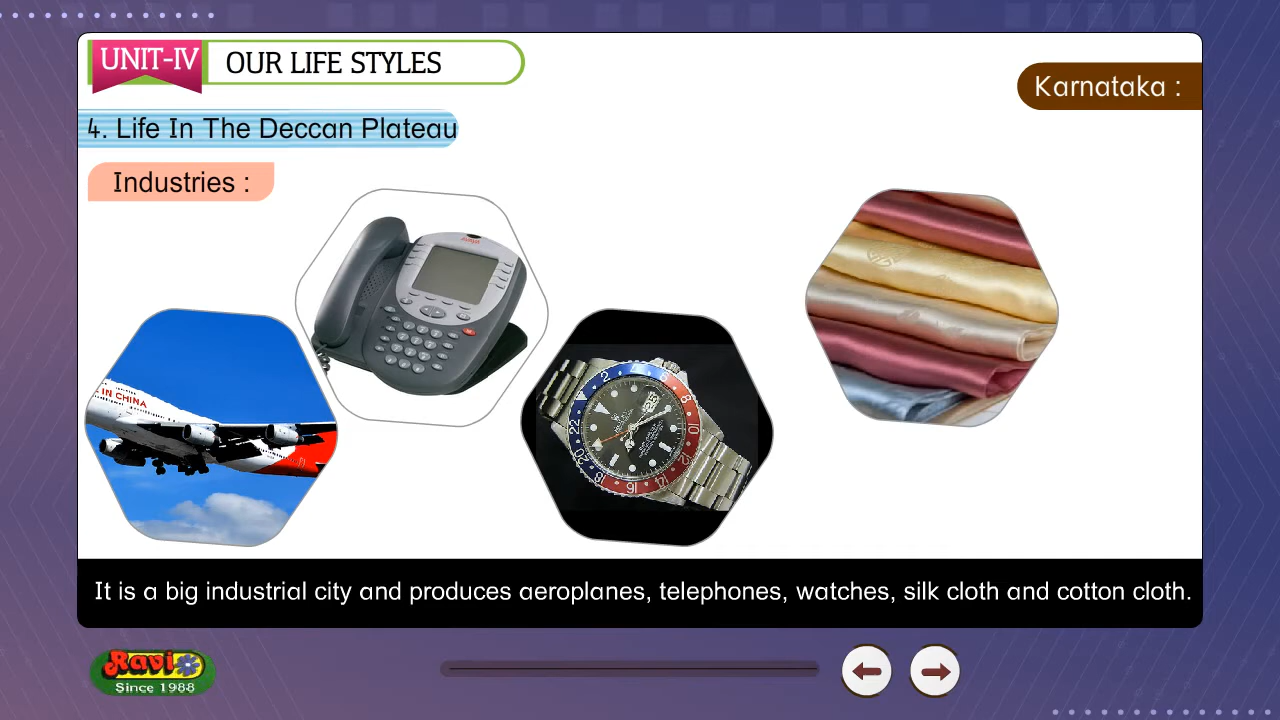 UNIT-IV
OUR LIFE STYLES
Karnataka :
4. Life In The Deccan Plateau
Industries :
IN CHINA
It is a big industrial city and produces aeroplanes, telephones, watches, silk cloth and cotton cloth.
Ravi
Since 1988